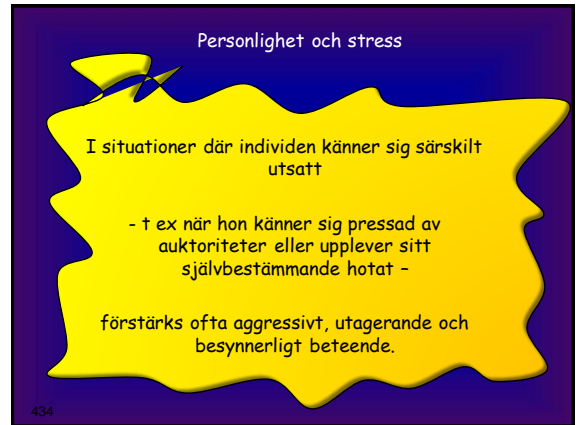 Personlighet och stress
I situationer där individen känner sig särskilt
utsatt
- t ex när hon känner sig pressad av
auktoriteter eller upplever sitt
självbestämmande hotat –
förstärks ofta aggressivt, utagerande och
besynnerligt beteende.
434